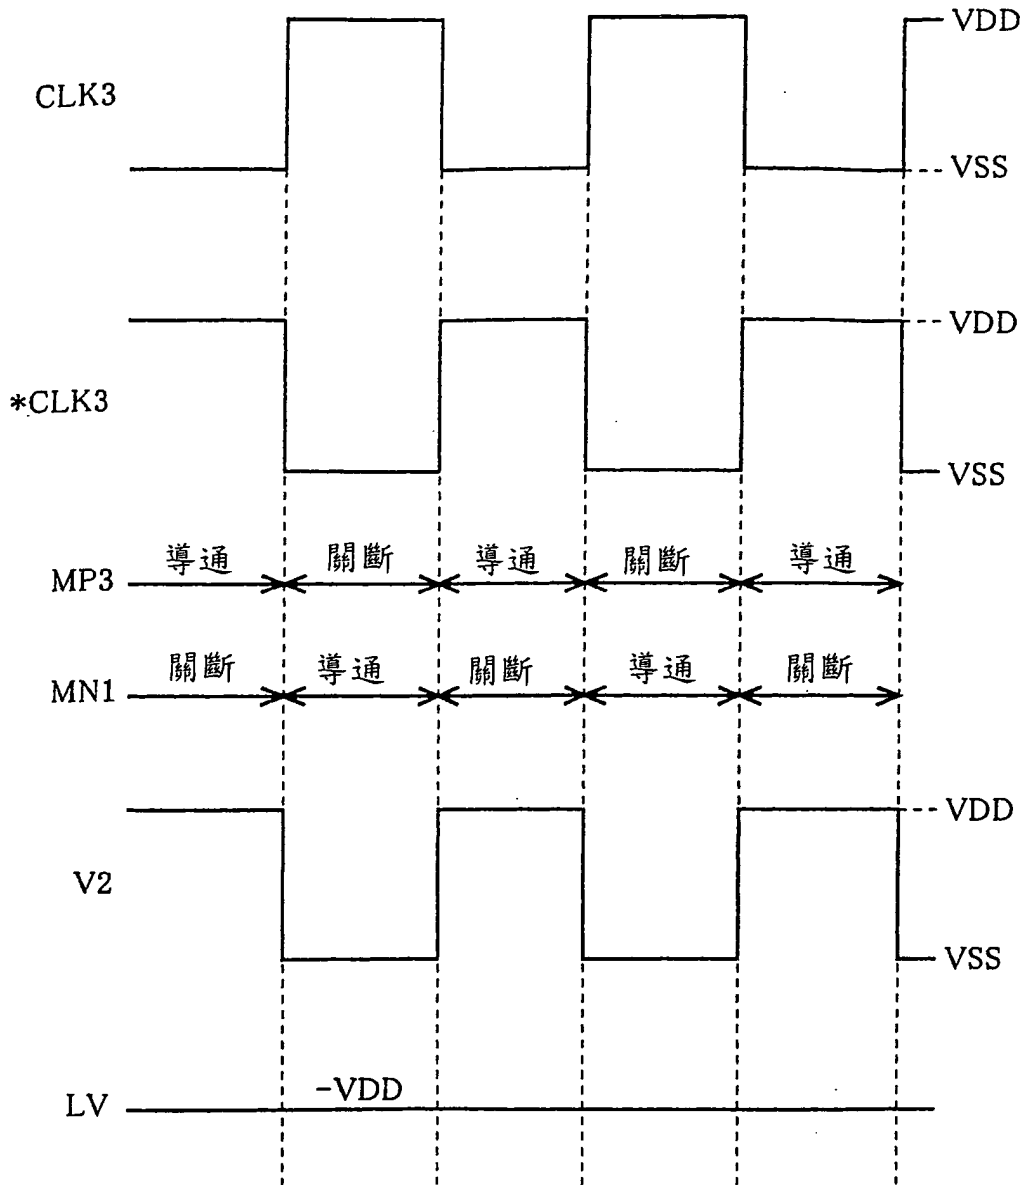 VDD
CLK3
VSS
VDD
*CLK3
VSS
導通 關斷 導通 關斷 導通
MP3
關斷 導通 關斷 導通 關斷
MN1
VDD
V2
VSS
-VDD
LV